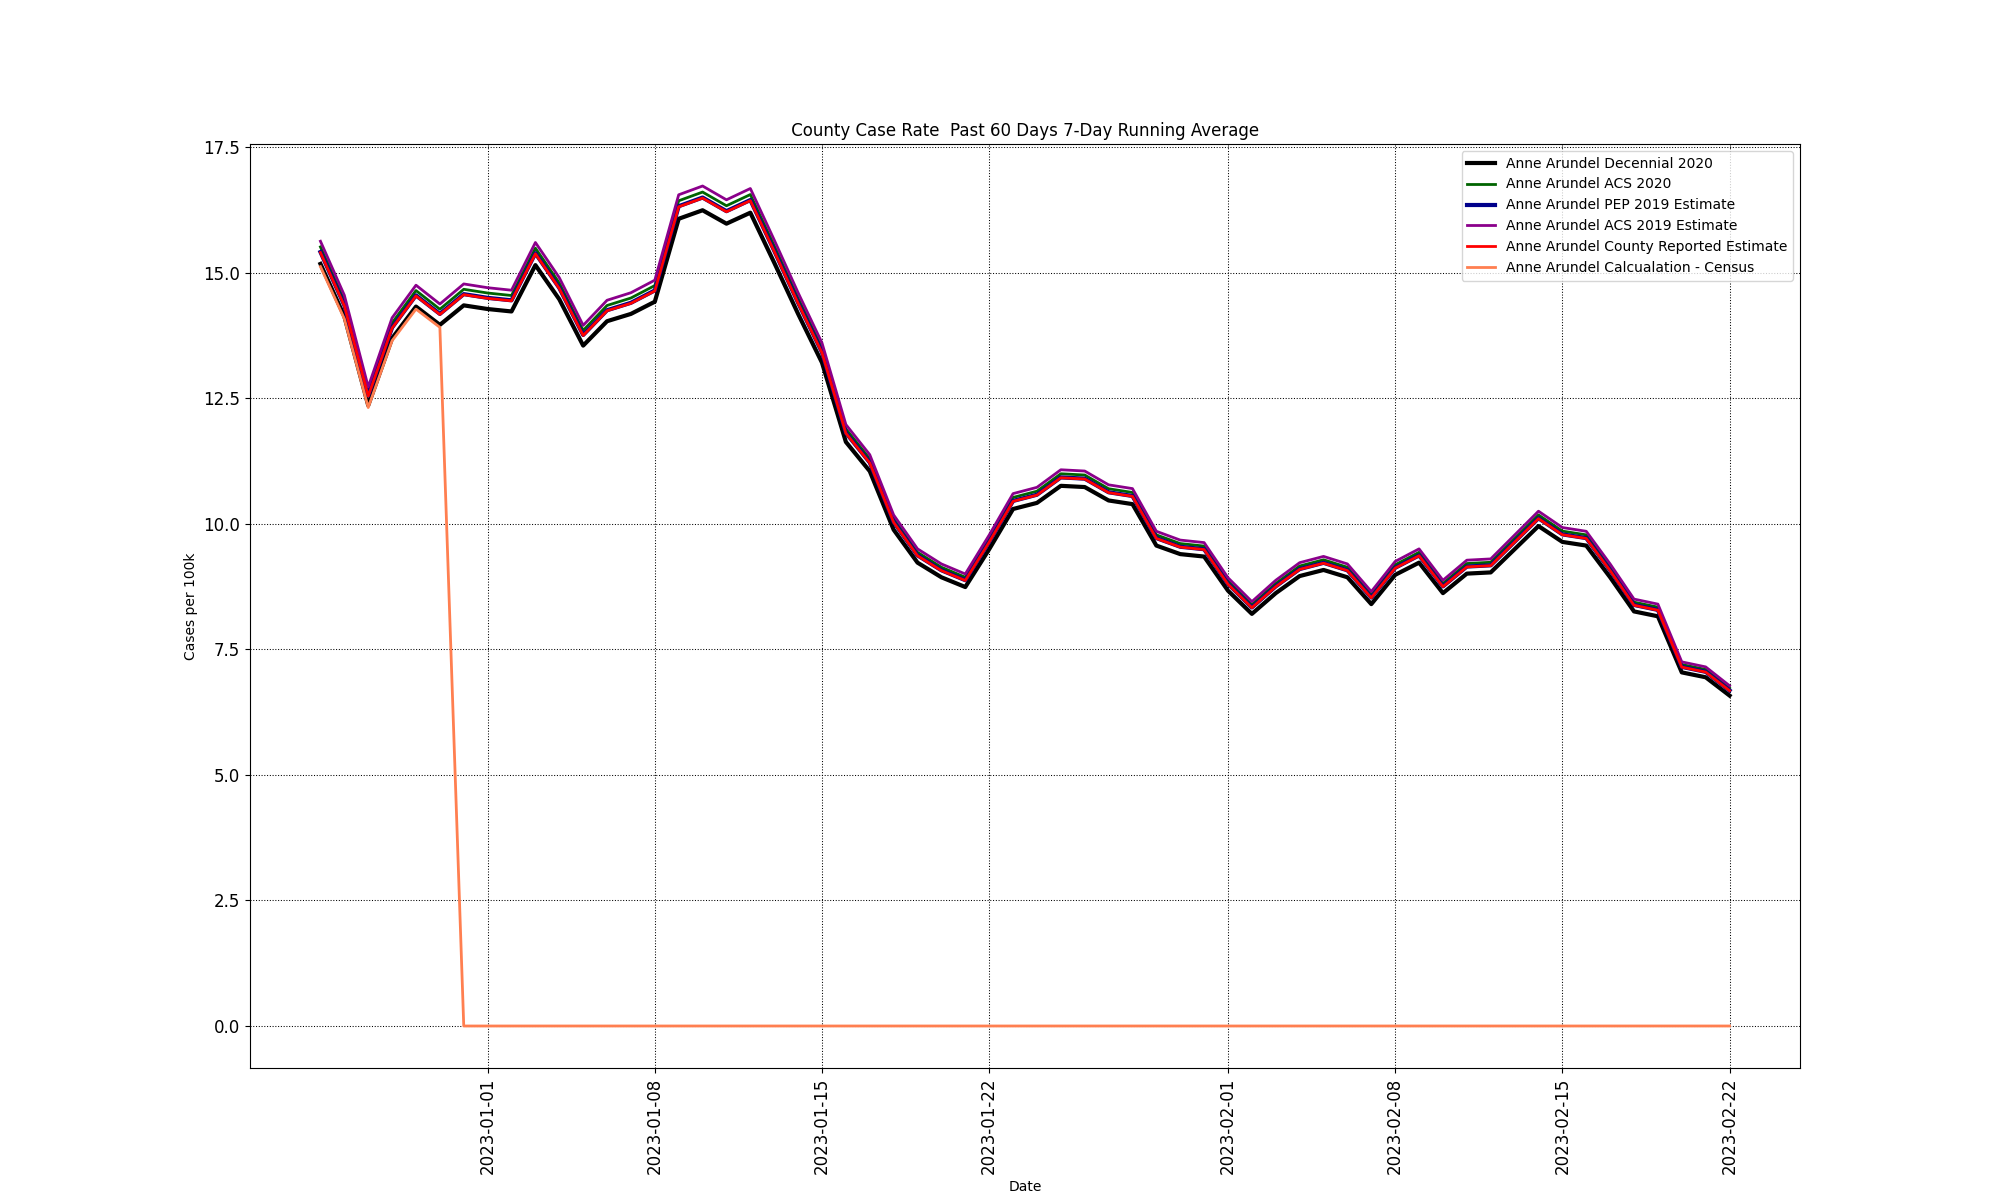 County Case Rate  Past 60 Days 7-Day Running Average
17.5
15.0
12.5
10.0
7.5
5.0
2.5
0.0
Cases per 100k
Anne Arundel Decennial 2020
Anne Arundel ACS 2020
Anne Arundel PEP 2019 Estimate
Anne Arundel ACS 2019 Estimate
Anne Arundel County Reported Estimate
Anne Arundel Calcualation - Census
2023-01-01
2023-01-08
2023-01-15
2023-01-22
2023-02-01
2023-02-08
2023-02-15
2023-02-22
Date